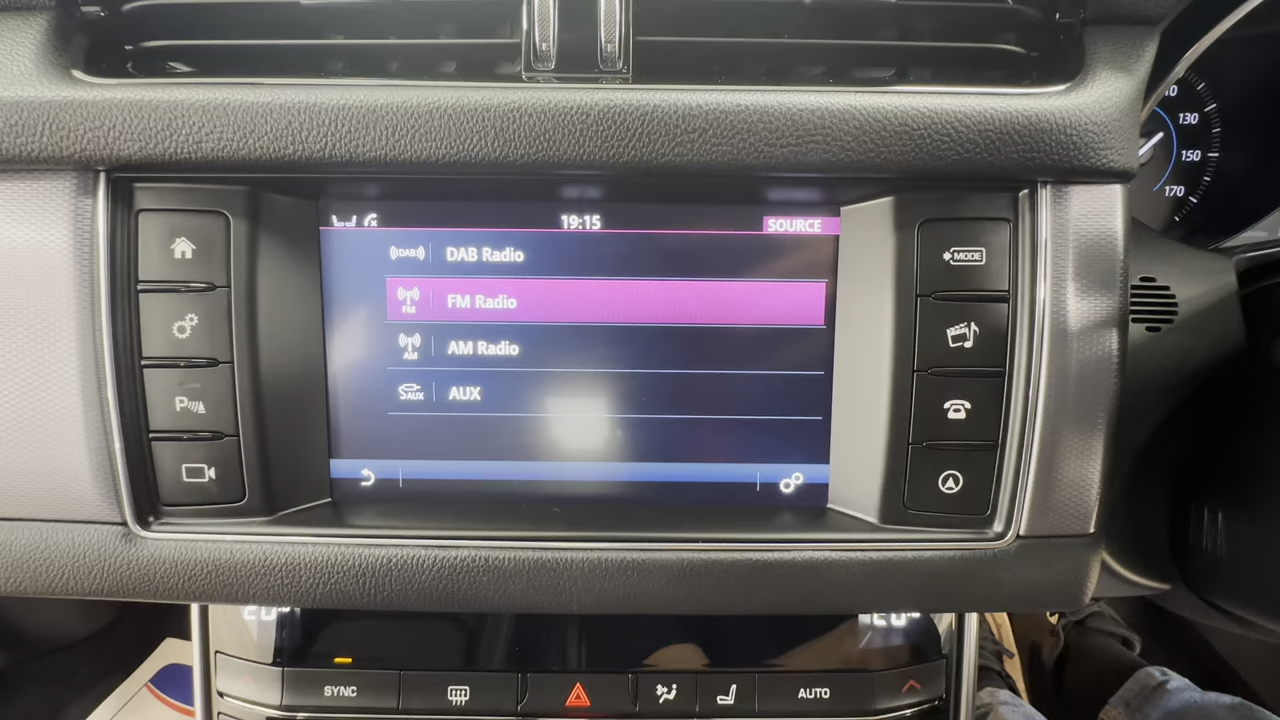 19:15
SOURCE
DAB
DAB Radio
FM
FM Radio
AM
AM Radio
AUX
AUX
MODE
P
130
150
170
SYNC
AUTO